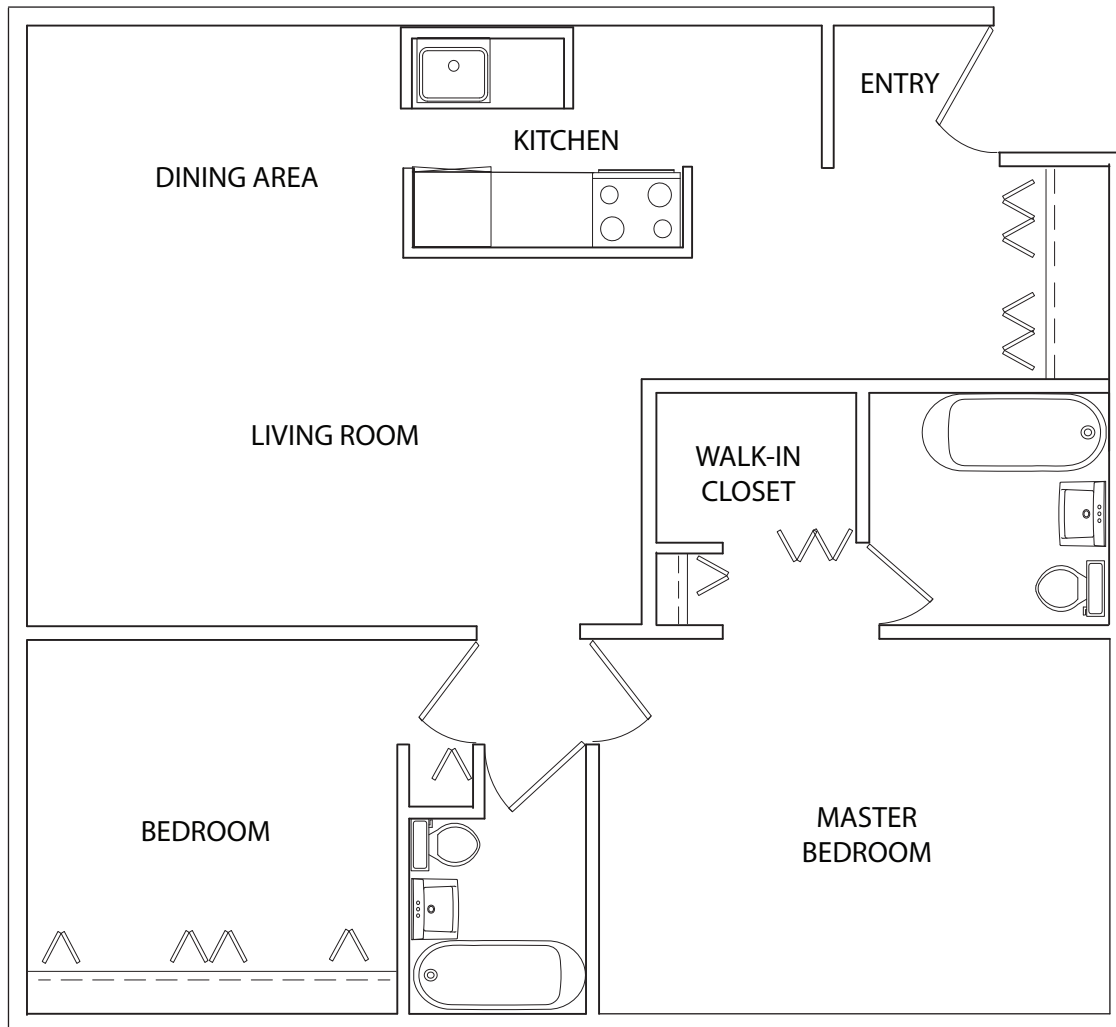 ENTRY
KITCHEN
DINING AREA
LIVING ROOM
WALK-IN
CLOSET
BEDROOM
MASTER
BEDROOM